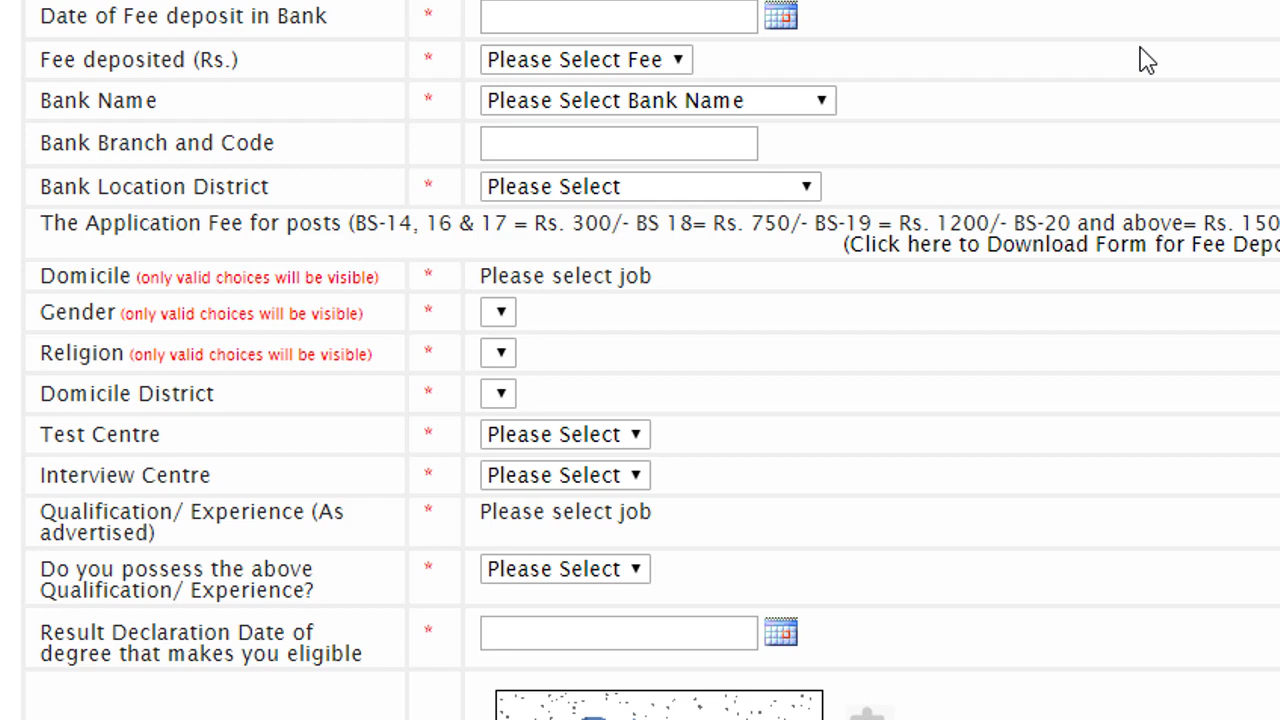 Date of Fee deposit in Bank *
Fee deposited (Rs.) * Please Select Fee
Bank Name * Please Select Bank Name
Bank Branch and Code
Bank Location District * Please Select
The Application Fee for posts (BS-14, 16 & 17 = Rs. 300/- BS 18= Rs. 750/- BS-19 = Rs. 1200/- BS-20 and above= Rs. 150
(Click here to Download Form for Fee Depo
Domicile (only valid choices will be visible) * Please select job
Gender (only valid choices will be visible) *
Religion (only valid choices will be visible) *
Domicile District *
Test Centre * Please Select
Interview Centre * Please Select
Qualification/ Experience (As * Please select job
advertised)
Do you possess the above * Please Select
Qualification/ Experience?
Result Declaration Date of *
degree that makes you eligible